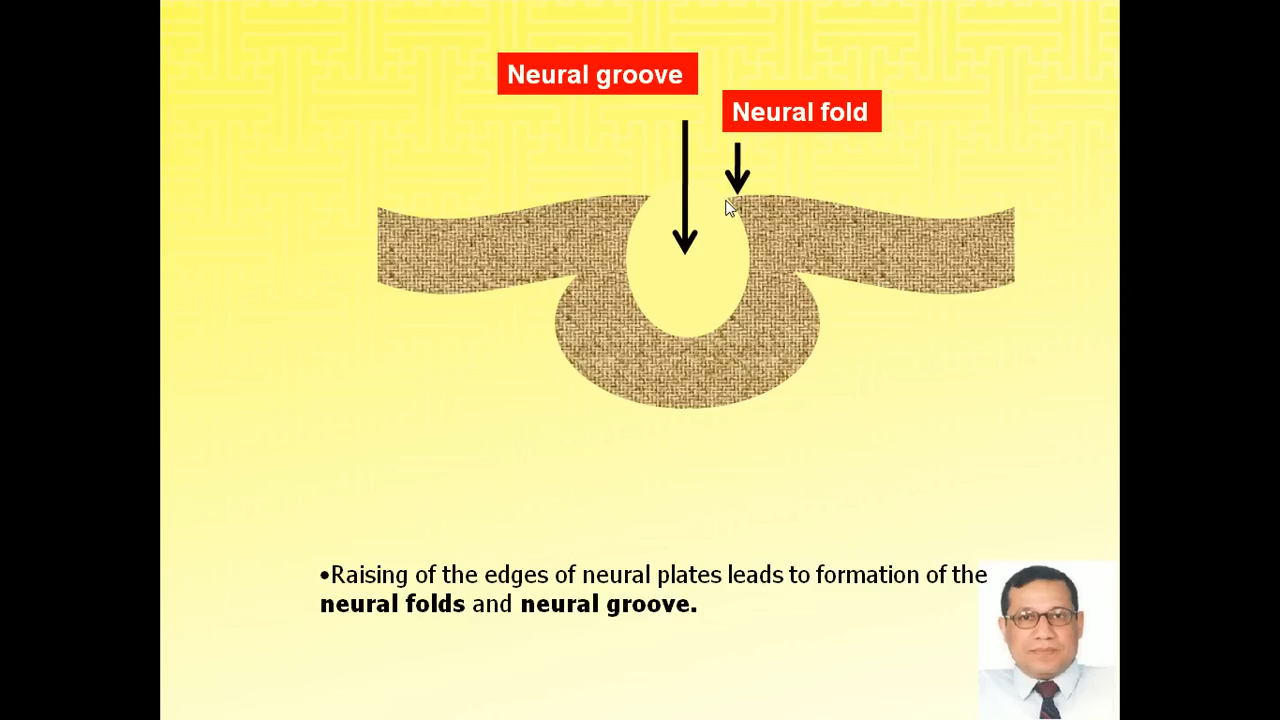 Neural groove
Neural fold
•Raising of the edges of neural plates leads to formation of the
neural folds and neural groove.